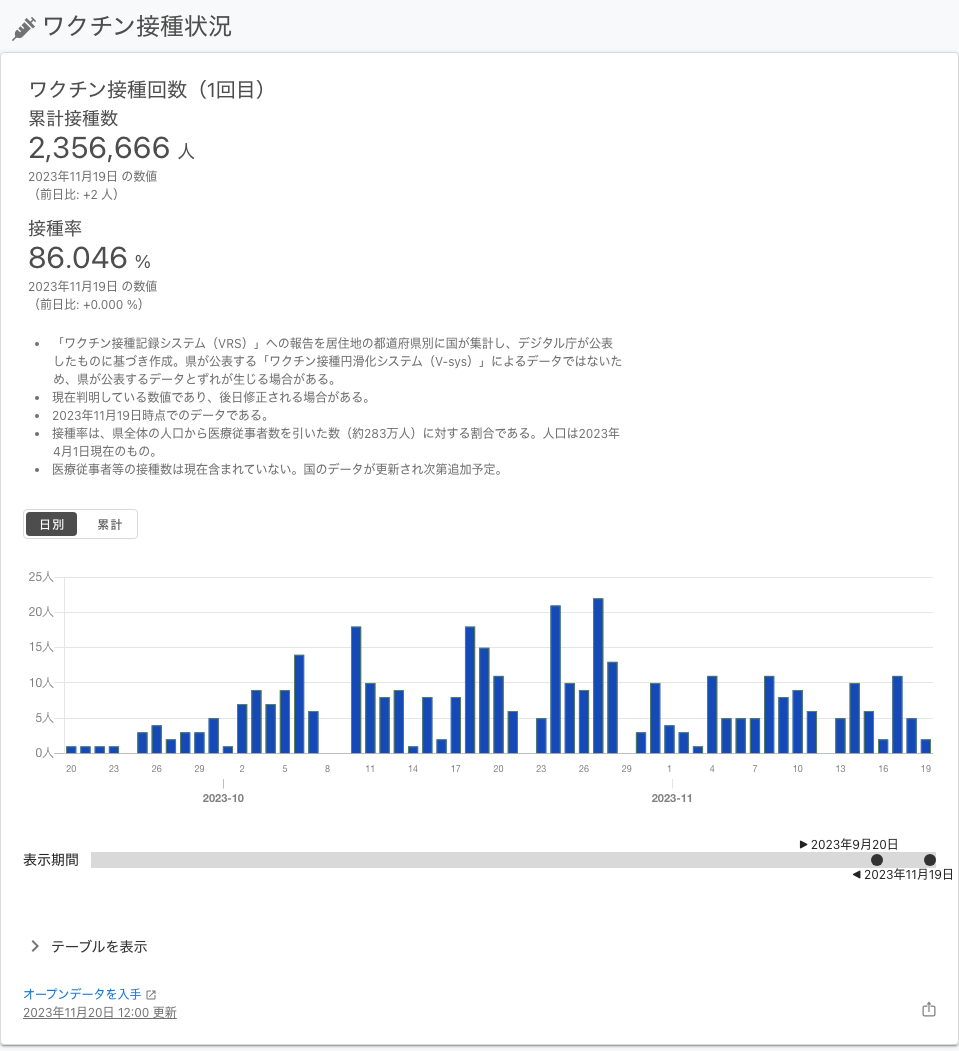 ワクチン接種状況
ワクチン接種回数（1回目）
累計接種数
2,356,666 人
2023年11月19日 の数値
（前日比: +2 人）
接種率
86.046 %
2023年11月19日 の数値
（前日比: +0.000 %）
• 「ワクチン接種記録システム（VRS）」への報告を居住地の都道府県別に国が集計し、デジタル庁が公表
したものに基づき作成。県が公表する「ワクチン接種円滑化システム（V-sys）」によるデータではないた
め、県が公表するデータとずれが生じる場合がある。
• 現在判明している数値であり、後日修正される場合がある。
• 2023年11月19日時点でのデータである。
• 接種率は、県全体の人口から医療従事者数を引いた数（約283万人）に対する割合である。人口は2023年
4月1日現在のもの。
• 医療従事者等の接種数は現在含まれていない。国のデータが更新され次第追加予定。
日別 累計
25人
20人
15人
10人
5人
0人
20 23 26 29 2 5 8 11 14 17 20 23 26 29 1 4 7 10 13 16 19
2023-10 2023-11
▶ 2023年9月20日
表示期間
◀ 2023年11月19日
テーブルを表示
オープンデータを入手
2023年11月20日 12:00 更新